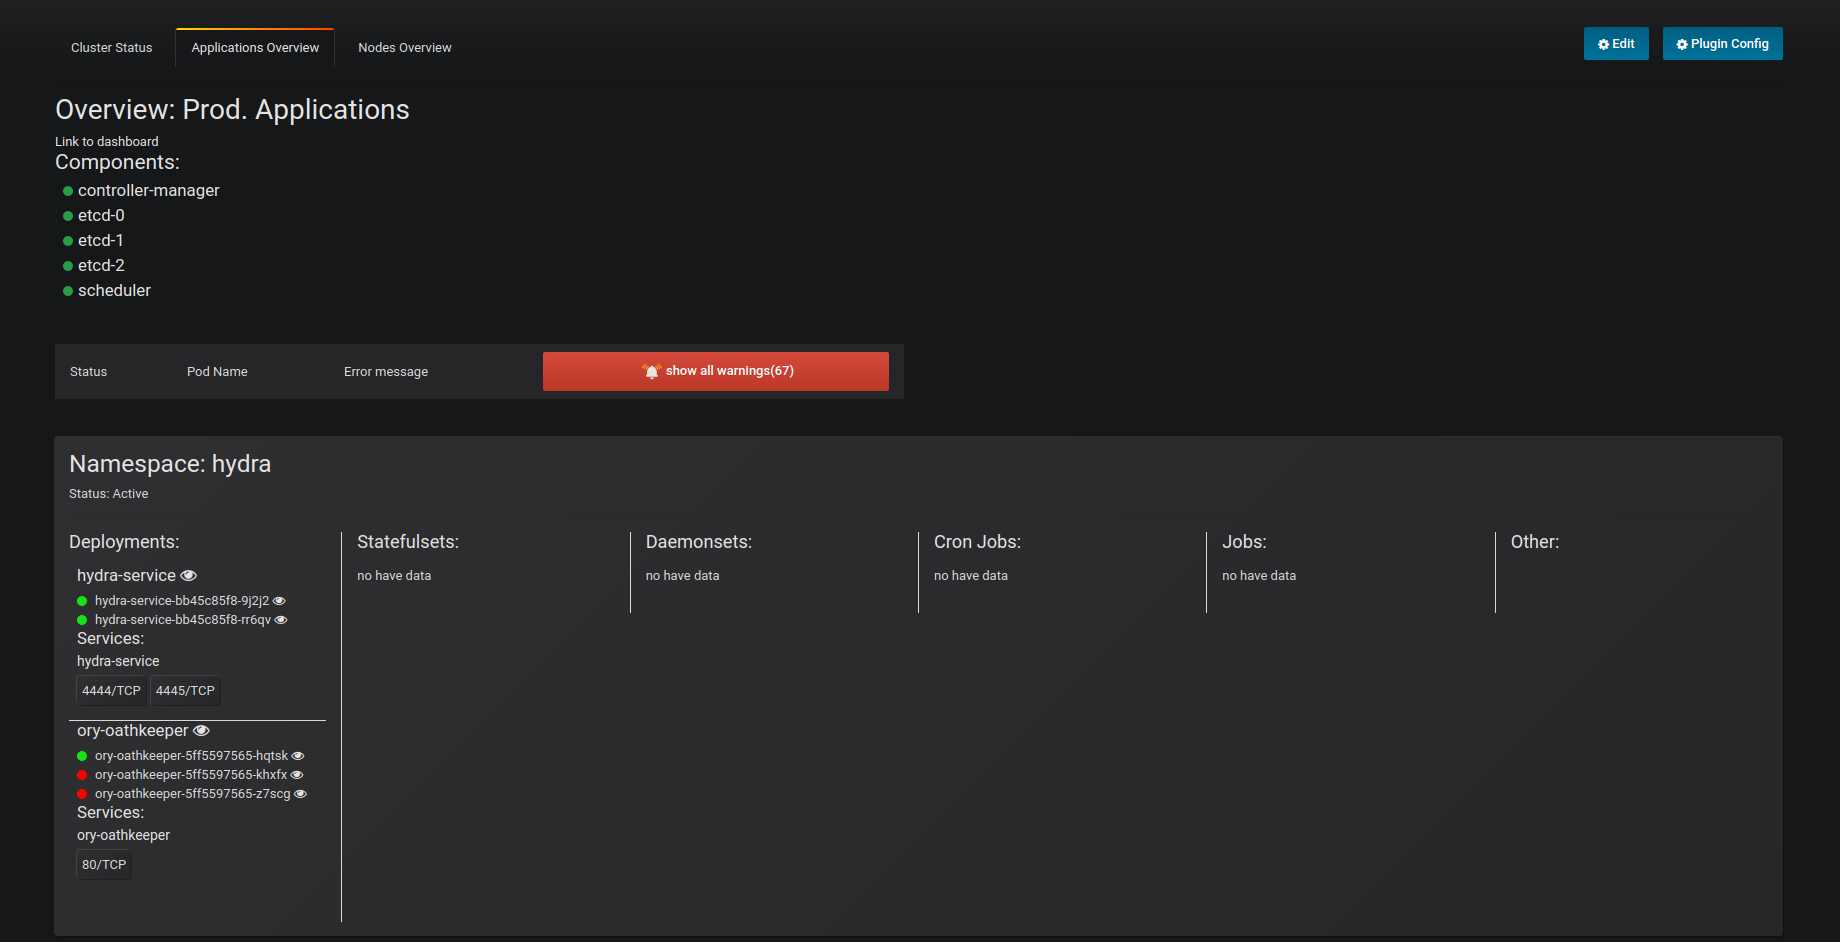 Cluster Status
Applications Overview
Nodes Overview
Edit
Plugin Config
Overview: Prod. Applications
Link to dashboard
Components:
controller-manager
etcd-0
etcd-1
etcd-2
scheduler
Status
Pod Name
Error message
show all warnings(67)
Namespace: hydra
Status: Active
Deployments:
hydra-service
hydra-service-bb45c85f8-9j2j2
hydra-service-bb45c85f8-rr6qv
Services:
hydra-service
4444/TCP 4445/TCP
ory-oathkeeper
ory-oathkeeper-5ff5597565-hqtsk
ory-oathkeeper-5ff5597565-khxfx
ory-oathkeeper-5ff5597565-z7scg
Services:
ory-oathkeeper
80/TCP
Statefulsets:
no have data
Daemonsets:
no have data
Cron Jobs:
no have data
Jobs:
no have data
Other: